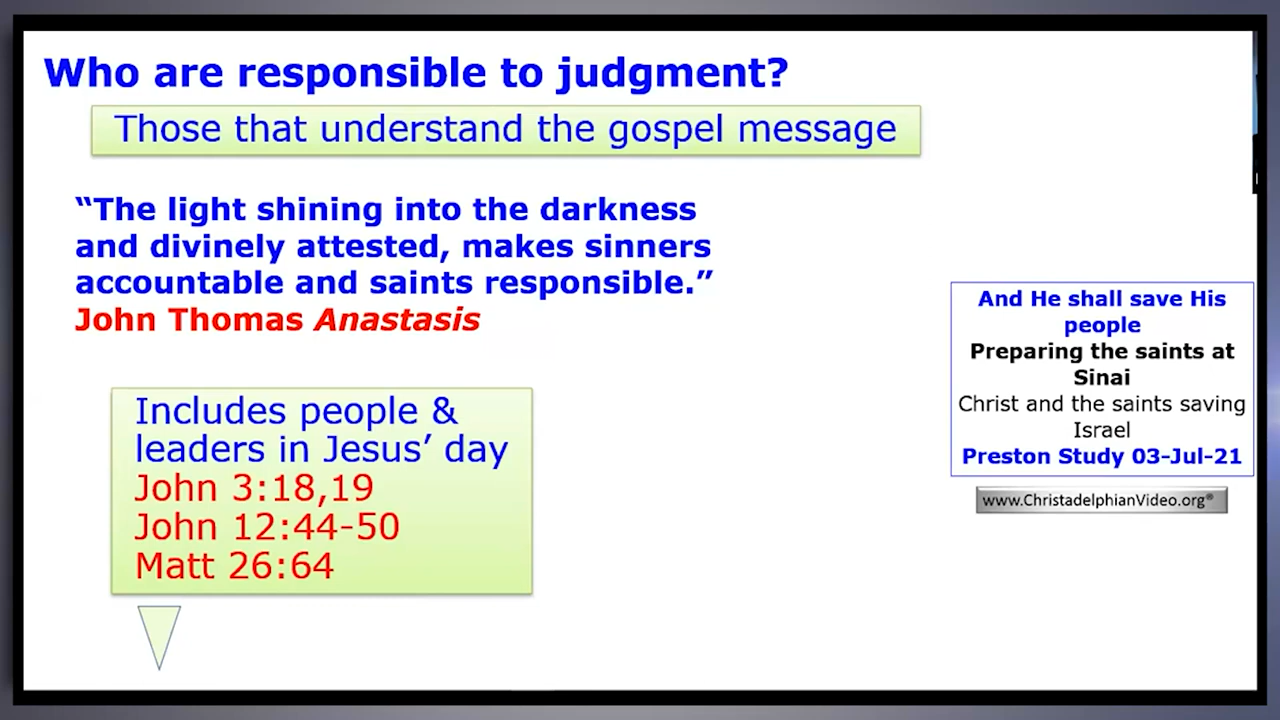 Who are responsible to judgment?
Those that understand the gospel message
“The light shining into the darkness
and divinely attested, makes sinners
accountable and saints responsible.”
John Thomas Anastasis
Includes people &
leaders in Jesus’ day
John 3:18,19
John 12:44-50
Matt 26:64
And He shall save His
people
Preparing the saints at
Sinai
Christ and the saints saving
Israel
Preston Study 03-Jul-21
www.ChristadelphianVideo.org®